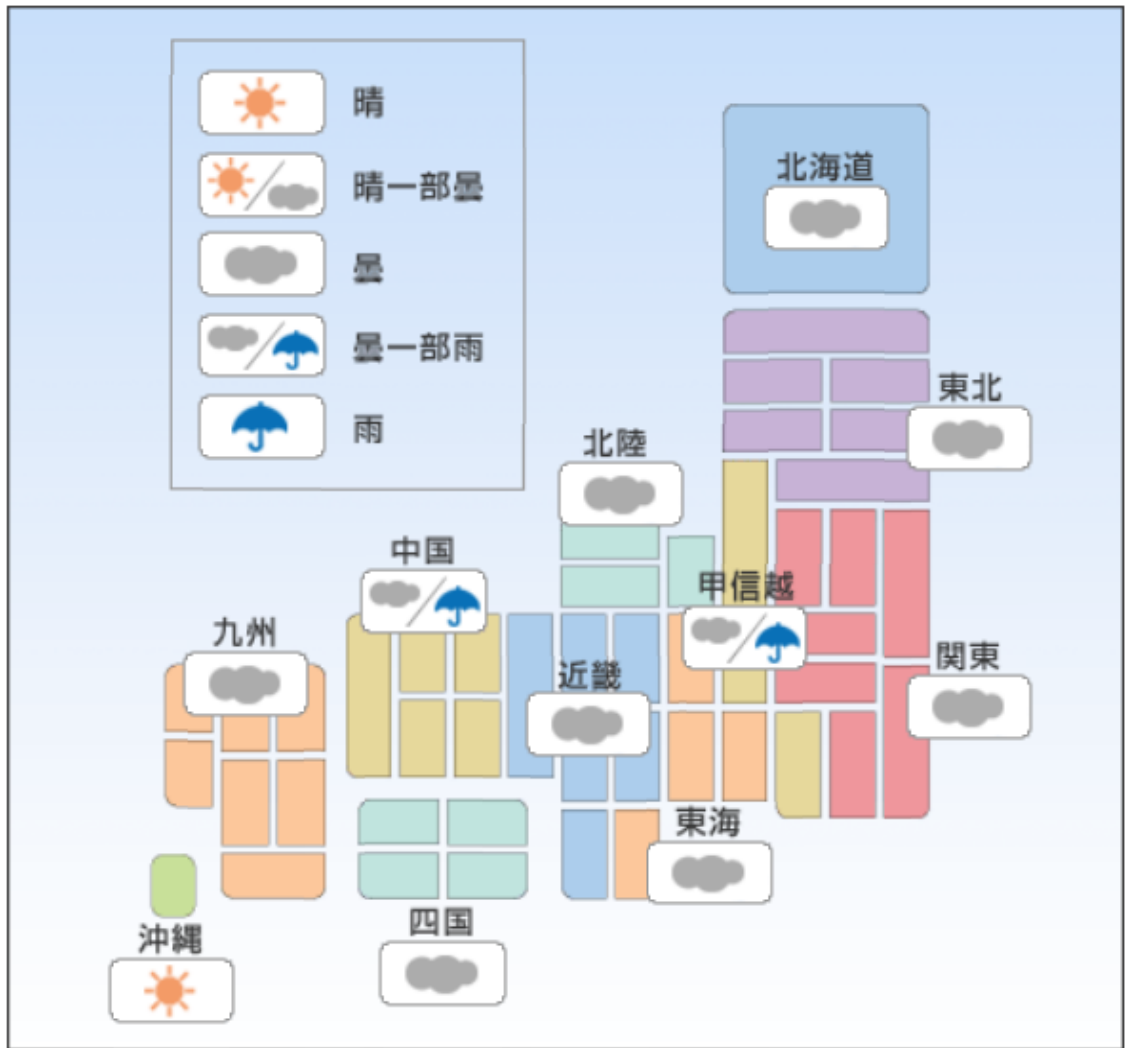 晴
晴一部曇
曇
曇一部雨
雨
北海道
東北
北陸
中国
甲信越
九州
関東
近畿
東海
四国
沖縄